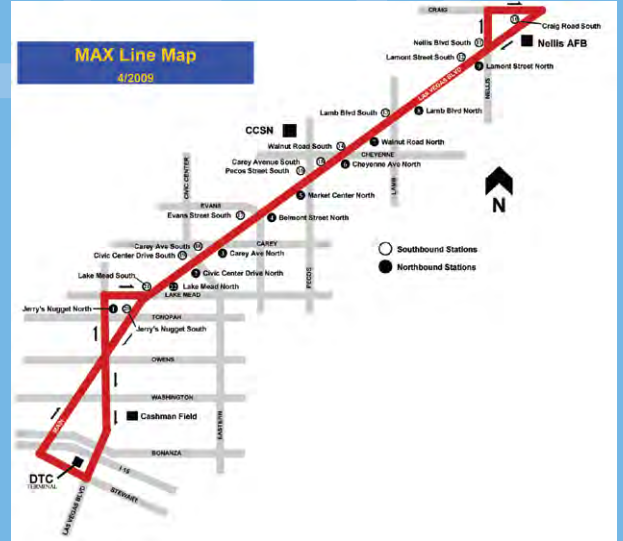 MAX Line Map
4/2009
CRAIG
Craig Road South
Nellis Blvd South
Nellis AFB
Lamont Street South
Lamont Street North
LAS VEGAS BLVD
NELLIS
Lamb Blvd South
Lamb Blvd North
CCSN
Walnut Road South
Walnut Road North
CHEYENNE
Carey Avenue South
Pecos Street South
Cheyenne Ave North
LAMB
CIVIC CENTER
Market Center North
N
EVANS
Evans Street South
Belmont Street North
Carey Ave South
CAREY
Civic Center Drive South
Carey Ave North
Southbound Stations
Northbound Stations
PECOS
Lake Mead South
Civic Center Drive North
Lake Mead North
LAKE MEAD
Jerry's Nugget North
TONOPAH
Jerry's Nugget South
OWENS
WASHINGTON
Cashman Field
EASTERN
MAIN
BONANZA
DTC
TERMINAL
I-15
STEWART
LAS VEGAS BLVD